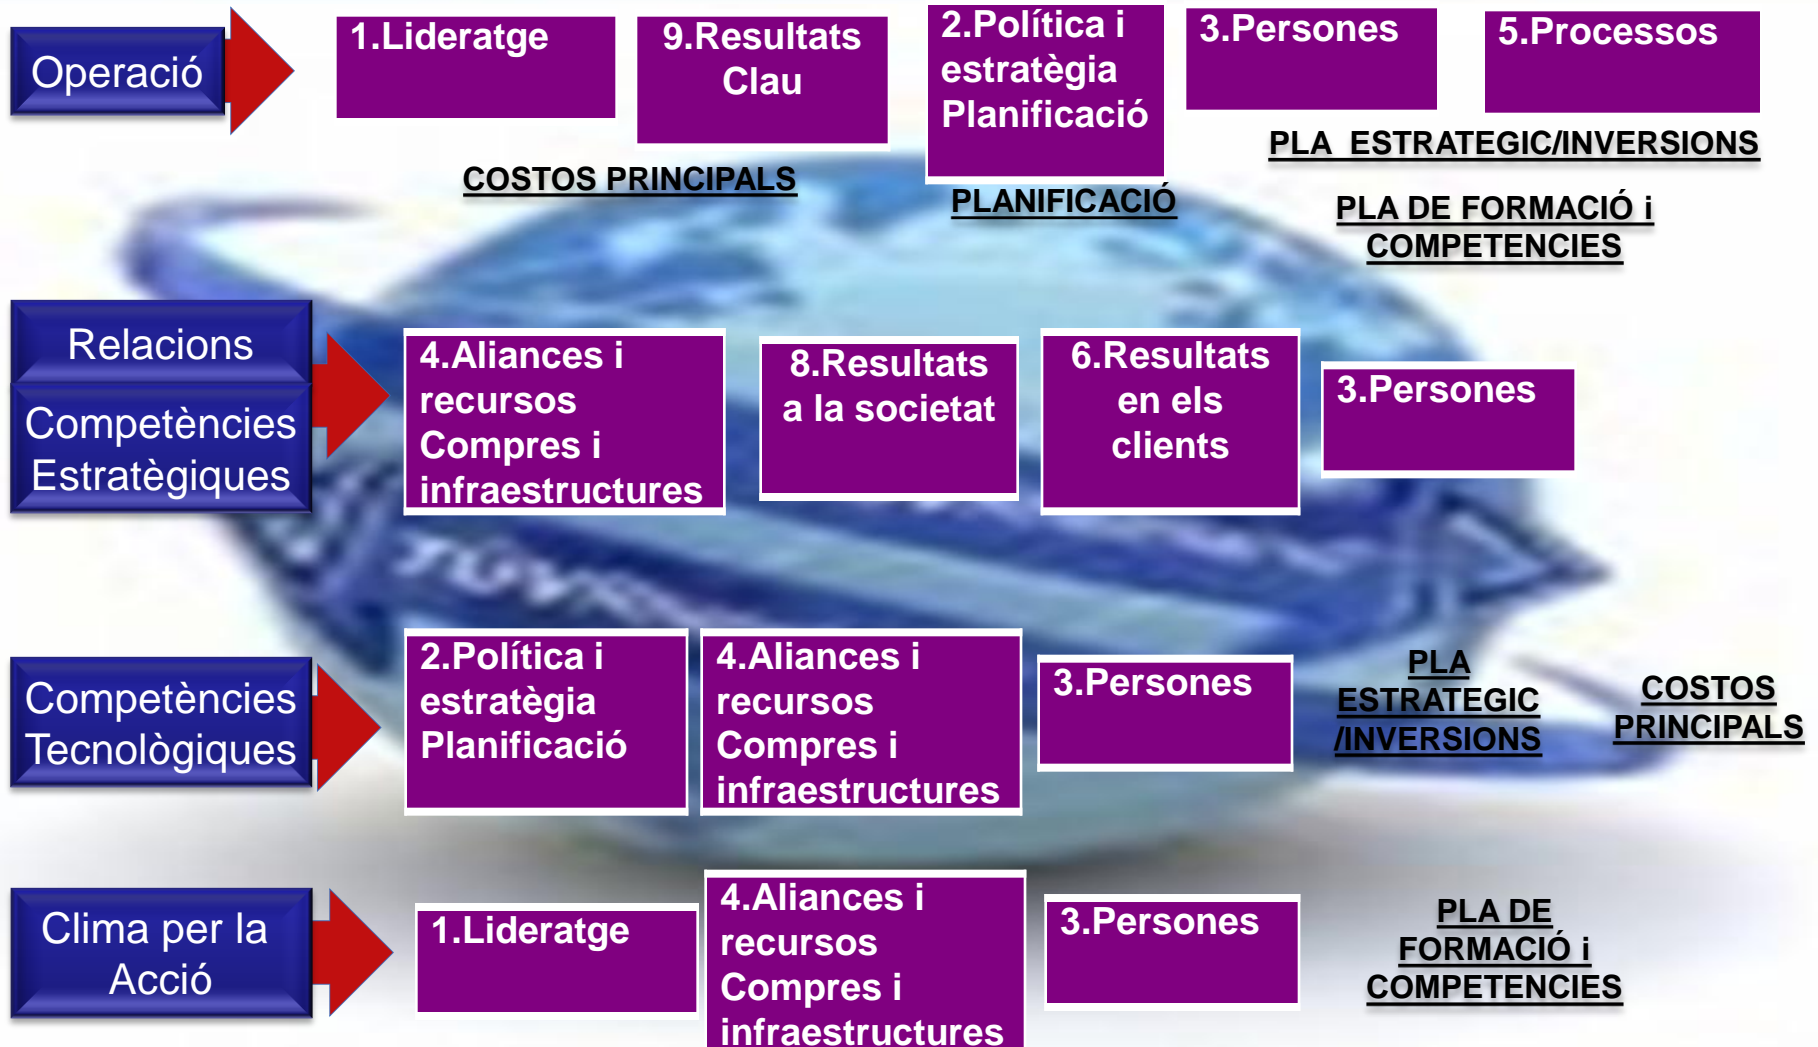 Operació
1.Lideratge
9.Resultats
Clau
2.Política i
estratègia
Planificació
3.Persones
5.Processos
COSTOS PRINCIPALS
PLANIFICACIÓ
PLA ESTRATEGIC/INVERSIONS
PLA DE FORMACIÓ i
COMPETENCIES
Relacions
Competències
Estratègiques
4.Aliances i
recursos
Compres i
infraestructures
8.Resultats
a la societat
6.Resultats
en els
clients
3.Persones
Competències
Tecnològiques
2.Política i
estratègia
Planificació
4.Aliances i
recursos
Compres i
infraestructures
3.Persones
PLA
ESTRATEGIC
/INVERSIONS
COSTOS
PRINCIPALS
Clima per la
Acció
1.Lideratge
4.Aliances i
recursos
Compres i
infraestructures
3.Persones
PLA DE
FORMACIÓ i
COMPETENCIES